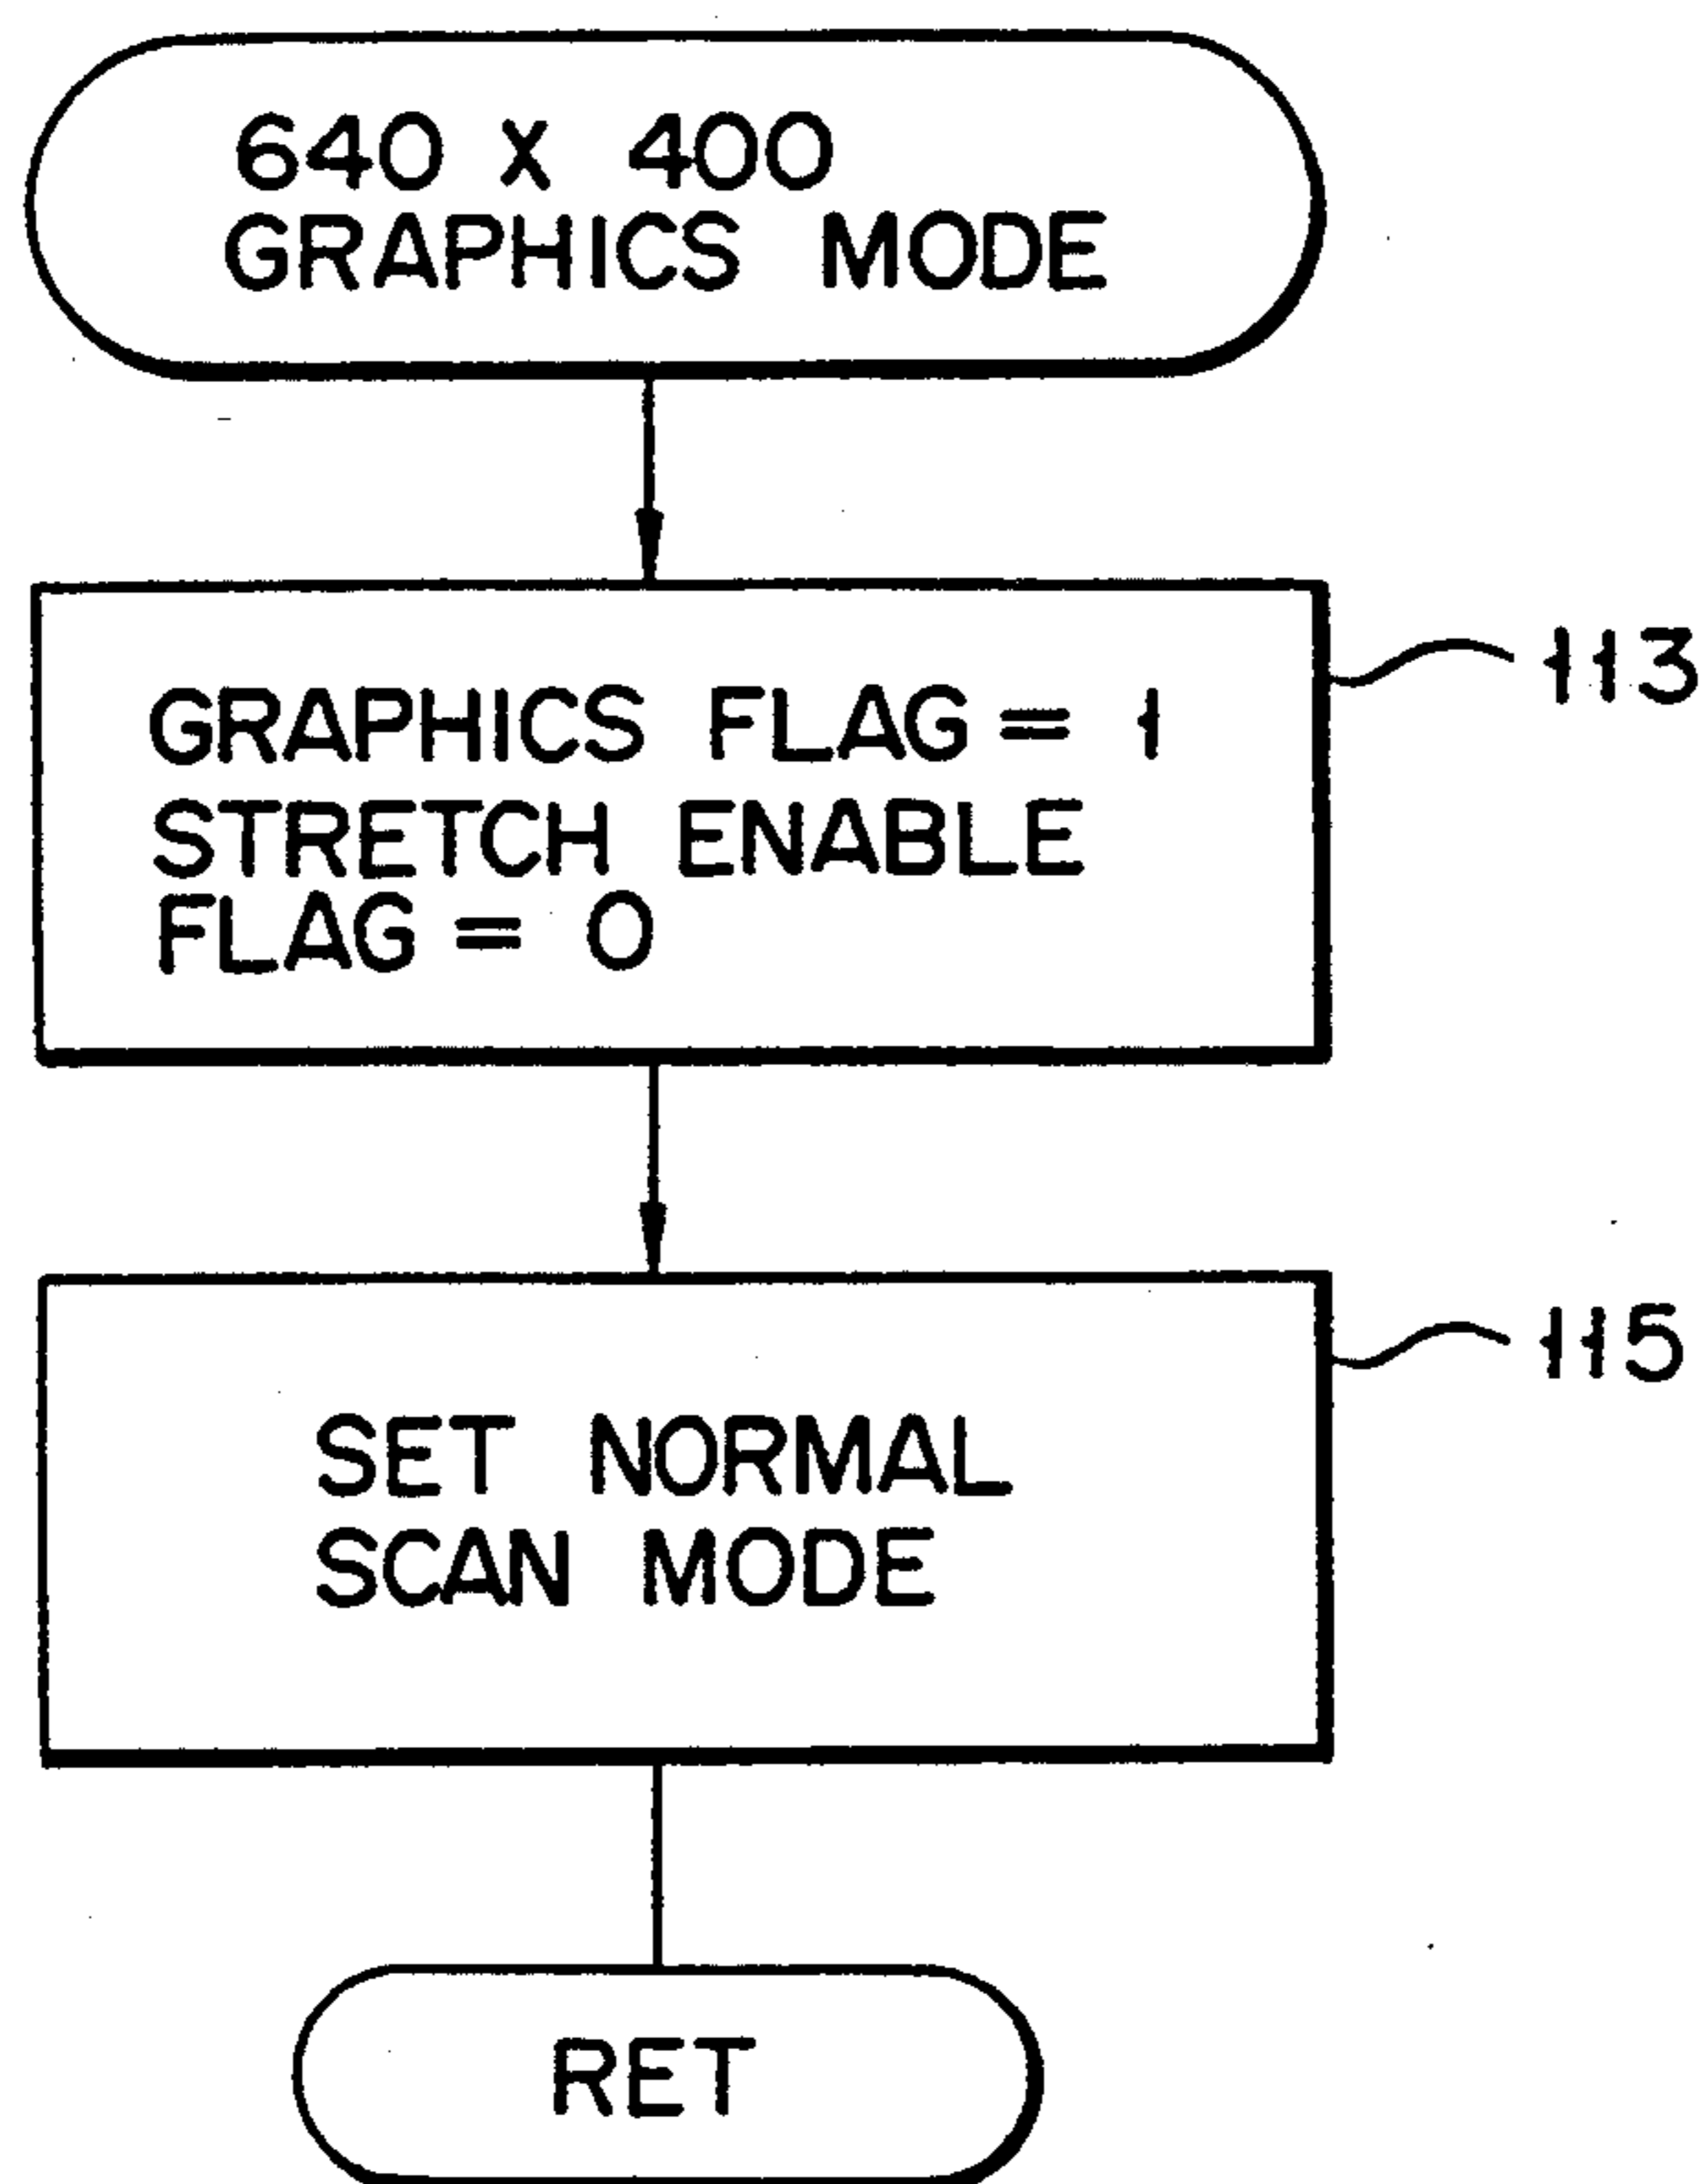 640 X 400
GRAPHICS MODE
GRAPHICS FLAG = 1
STRETCH ENABLE
FLAG = 0
113
SET NORMAL
SCAN MODE
115
RET